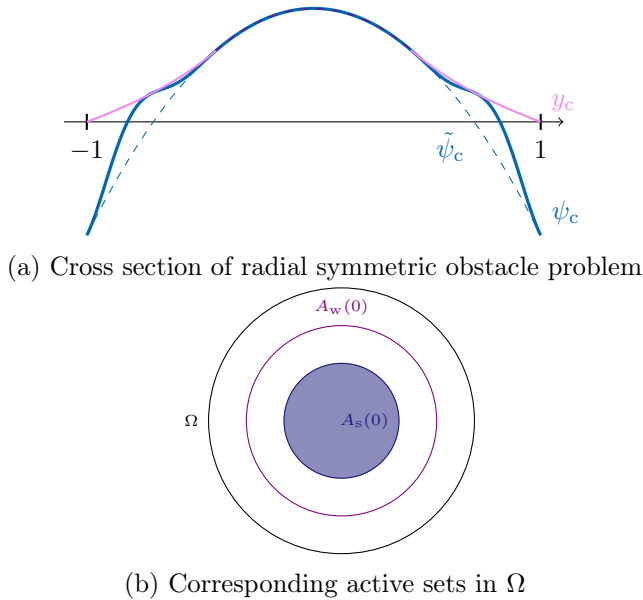 y_c
−1
ψ̃_c
1
ψ_c
(a) Cross section of radial symmetric obstacle problem
A_w(0)
Ω
A_s(0)
(b) Corresponding active sets in Ω